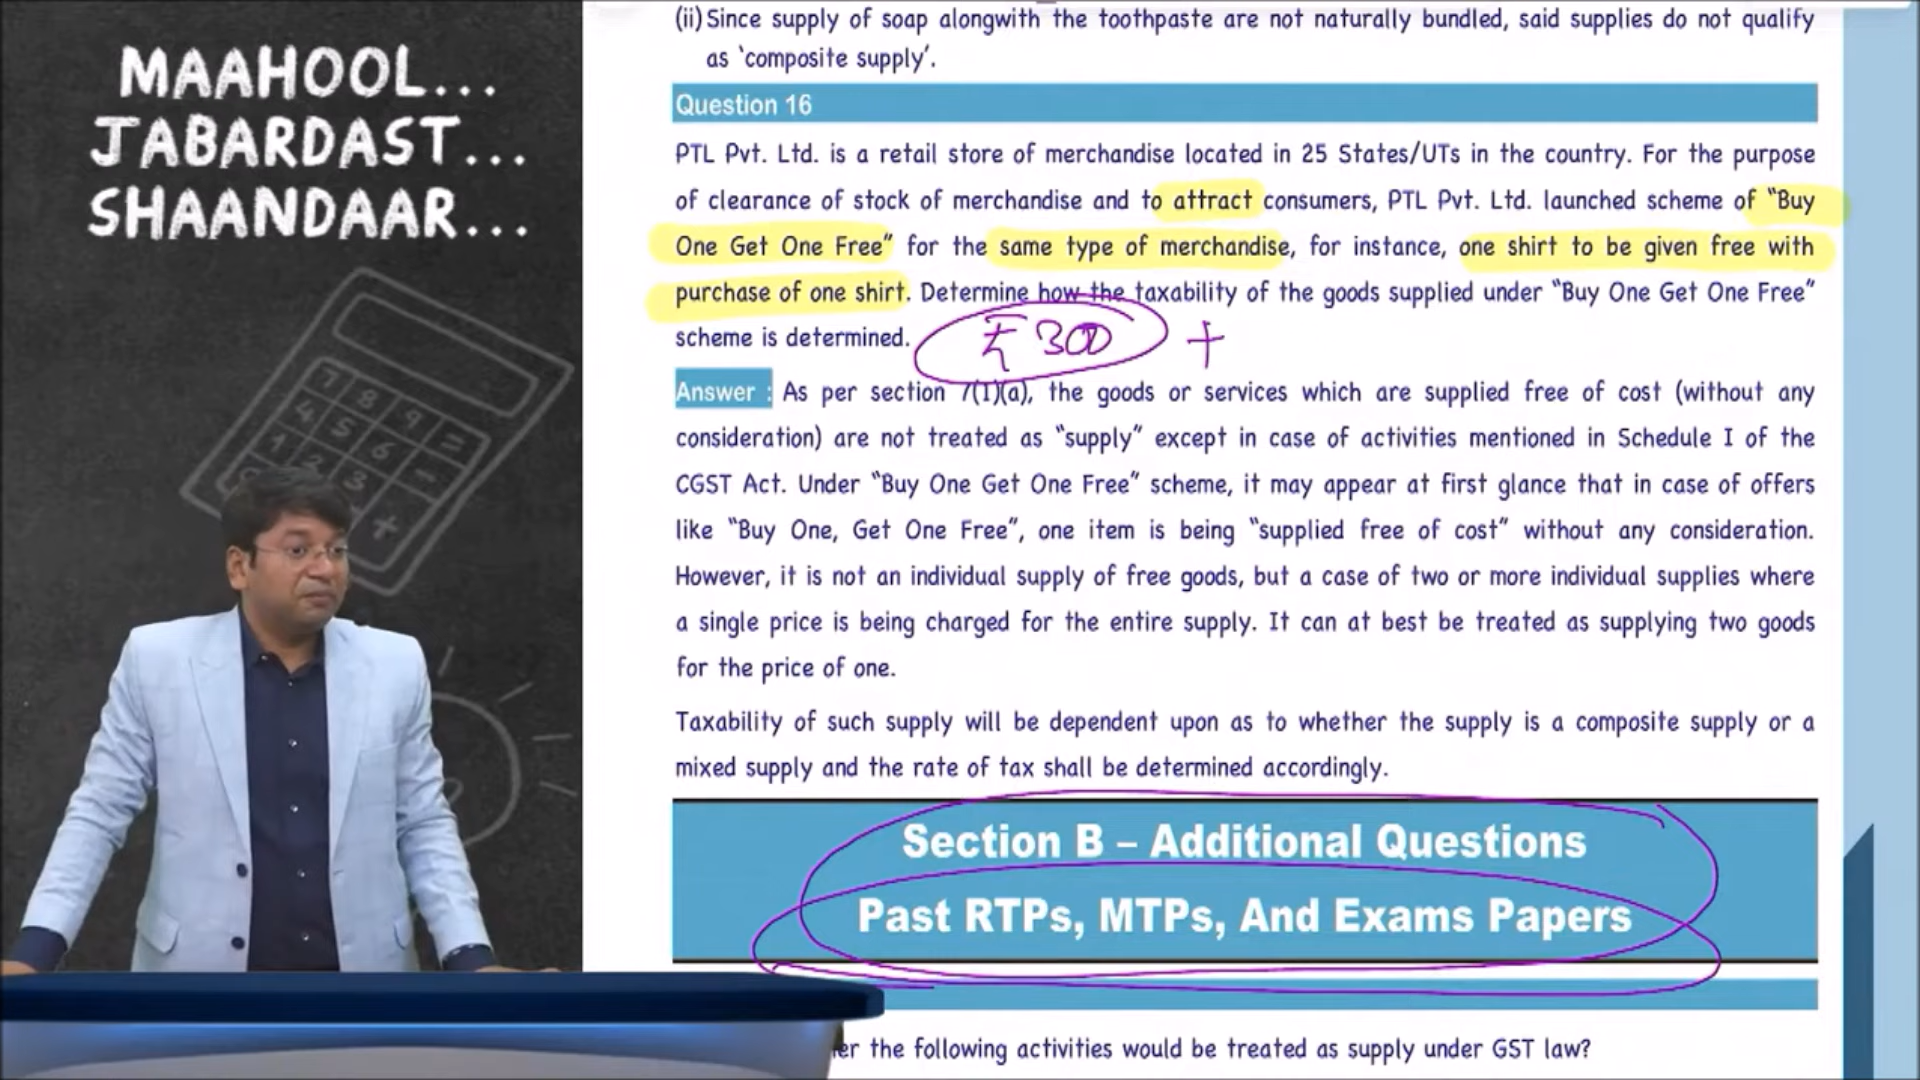 MAAHOOL...
JABARDAST...
SHAANDAAR...
(ii) Since supply of soap alongwith the toothpaste are not naturally bundled, said supplies do not qualify
as 'composite supply'.
Question 16
PTL Pvt. Ltd. is a retail store of merchandise located in 25 States/UTs in the country. For the purpose
of clearance of stock of merchandise and to attract consumers, PTL Pvt. Ltd. launched scheme of "Buy
One Get One Free" for the same type of merchandise, for instance, one shirt to be given free with
purchase of one shirt. Determine how the taxability of the goods supplied under "Buy One Get One Free"
scheme is determined.
₹ 300 +
Answer : As per section 7(1)(a), the goods or services which are supplied free of cost (without any
consideration) are not treated as "supply" except in case of activities mentioned in Schedule I of the
CGST Act. Under "Buy One Get One Free" scheme, it may appear at first glance that in case of offers
like "Buy One, Get One Free", one item is being "supplied free of cost" without any consideration.
However, it is not an individual supply of free goods, but a case of two or more individual supplies where
a single price is being charged for the entire supply. It can at best be treated as supplying two goods
for the price of one.
Taxability of such supply will be dependent upon as to whether the supply is a composite supply or a
mixed supply and the rate of tax shall be determined accordingly.
Section B – Additional Questions
Past RTPs, MTPs, And Exams Papers
the following activities would be treated as supply under GST law?
7 8 9 =
4 5 6 -
1 2 3 +